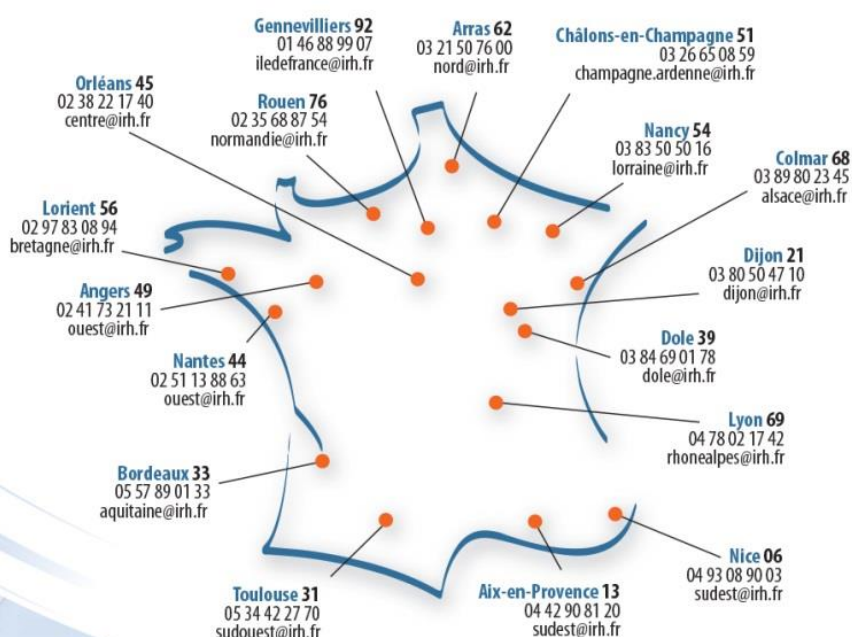 Gennevilliers 92
01 46 88 99 07
iledefrance@irh.fr
Arras 62
03 21 50 76 00
nord@irh.fr
Châlons-en-Champagne 51
03 26 65 08 59
champagne.ardenne@irh.fr
Orléans 45
02 38 22 17 40
centre@irh.fr
Rouen 76
02 35 68 87 54
normandie@irh.fr
Nancy 54
03 83 50 50 16
lorraine@irh.fr
Colmar 68
03 89 80 23 45
alsace@irh.fr
Lorient 56
02 97 83 08 94
bretagne@irh.fr
Dijon 21
03 80 50 47 10
dijon@irh.fr
Angers 49
02 41 73 21 11
ouest@irh.fr
Dole 39
03 84 69 01 78
dole@irh.fr
Nantes 44
02 51 13 88 63
ouest@irh.fr
Lyon 69
04 78 02 17 42
rhonealpes@irh.fr
Bordeaux 33
05 57 89 01 33
aquitaine@irh.fr
Nice 06
04 93 08 90 03
sudest@irh.fr
Toulouse 31
05 34 42 27 70
sudouest@irh.fr
Aix-en-Provence 13
04 42 90 81 20
sudest@irh.fr